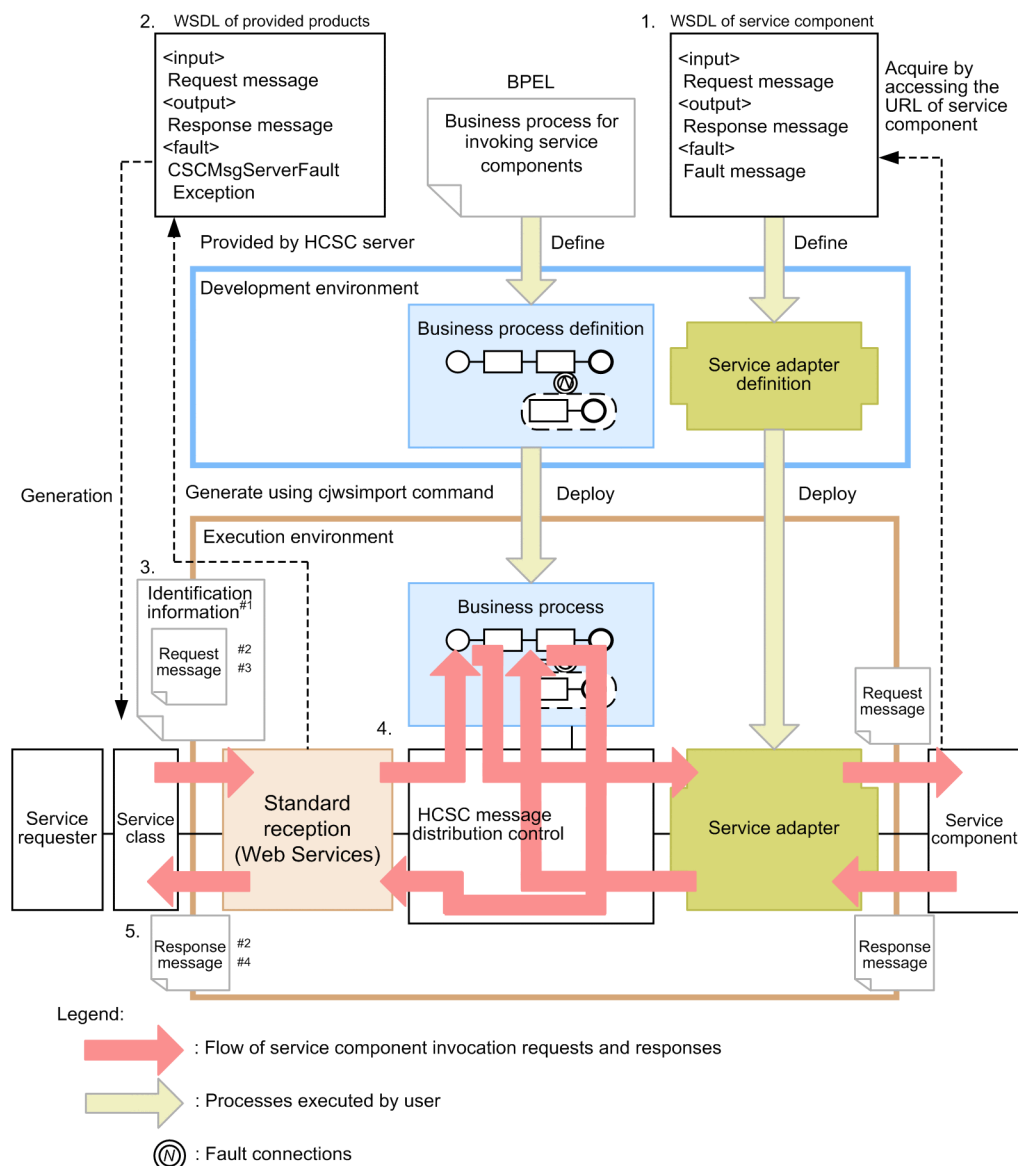 2. WSDL of provided products
<input>
Request message
<output>
Response message
<fault>
CSCMsgServerFault
Exception
BPEL
Business process for
invoking service
components
1. WSDL of service component
<input>
Request message
<output>
Response message
<fault>
Fault message
Acquire by
accessing the
URL of service
component
Provided by HCSC server
Define
Define
Development environment
Business process definition
N
Service adapter
definition
Generation
Generate using cjwsimport command
Deploy
Deploy
Execution environment
3.
Identification
information#1
Request
message
#2
#3
Business process
Request
message
4.
Service
requester
Service
class
Standard
reception
(Web Services)
HCSC message
distribution control
Service adapter
Service
component
5.
Response
message
#2
#4
Response
message
Legend:
: Flow of service component invocation requests and responses
: Processes executed by user
N : Fault connections